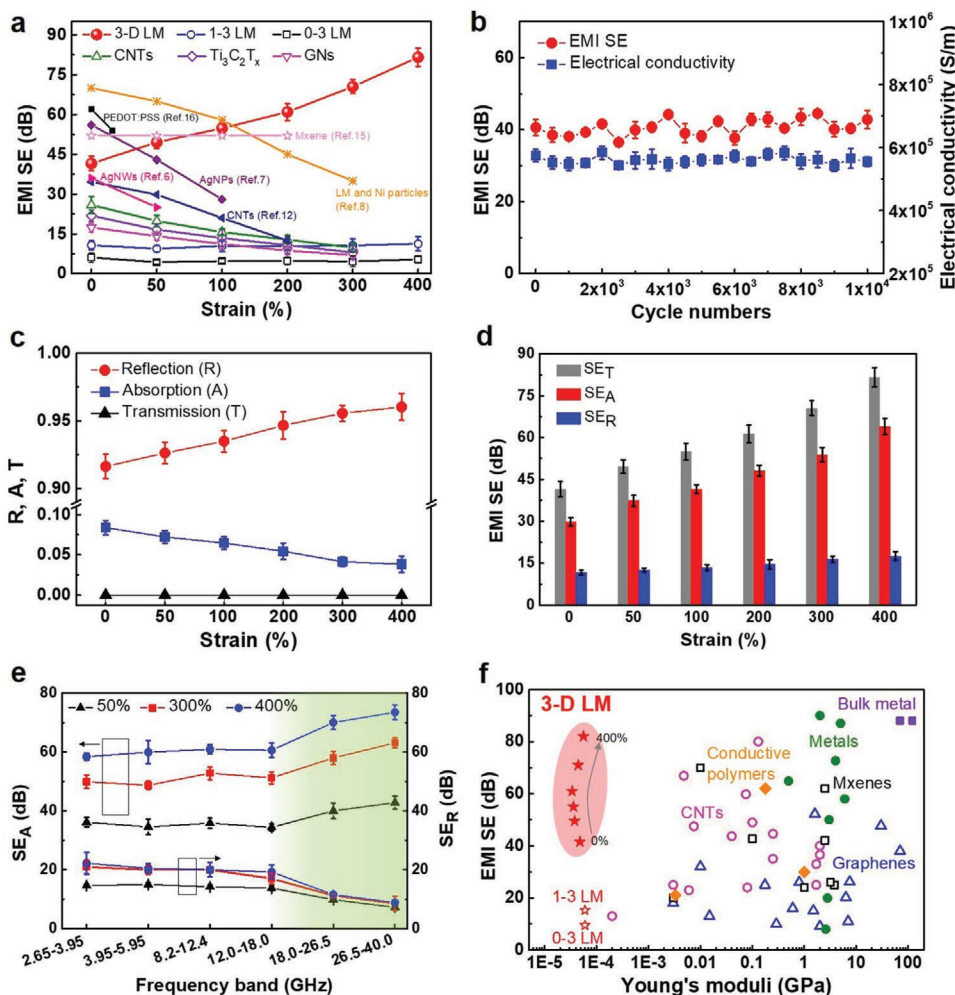 a
3-D LM 1-3 LM 0-3 LM
CNTs Ti₃C₂Tₓ GNs
90
75
60
45
30
15
0
EMI SE (dB)
PEDOT:PSS (Ref.16)
Mxene (Ref.15)
AgNWs (Ref.6)
AgNPs (Ref.7)
CNTs (Ref.12)
LM and Ni particles
(Ref.8)
0 50 100 200 300 400
Strain (%)
b
EMI SE
Electrical conductivity
80
60
40
20
0
EMI SE (dB)
1x10⁶
8x10⁵
6x10⁵
4x10⁵
2x10⁵
Electrical conductivity (S/m)
0 2x10³ 4x10³ 6x10³ 8x10³ 1x10⁴
Cycle numbers
c
Reflection (R)
Absorption (A)
Transmission (T)
1.00
0.95
0.90
0.10
0.05
0.00
R, A, T
0 50 100 200 300 400
Strain (%)
d
SE_T
SE_A
SE_R
90
75
60
45
30
15
0
EMI SE (dB)
0 50 100 200 300 400
Strain (%)
e
50% 300% 400%
80
60
40
20
0
SE_A (dB)
80
60
40
20
0
SE_R (dB)
2.65-3.95
3.95-5.95
8.2-12.4
12.0-18.0
18.0-26.5
26.5-40.0
Frequency band (GHz)
f
100
80
60
40
20
0
EMI SE (dB)
3-D LM
400%
0%
1-3 LM
0-3 LM
Bulk metal
Metals
Conductive
polymers
Mxenes
CNTs
Graphenes
1E-5 1E-4 1E-3 0.01 0.1 1 10 100
Young's moduli (GPa)